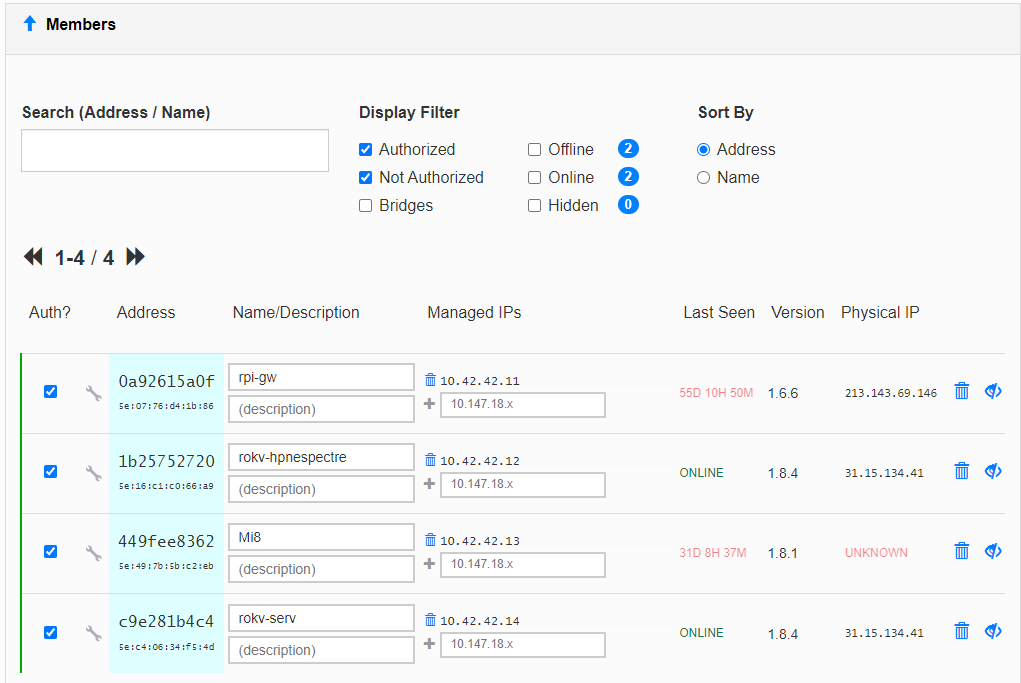 Members
Search (Address / Name)
Display Filter
Sort By
Authorized
Offline 2
Address
Not Authorized
Online 2
Name
Bridges
Hidden 0
1-4 / 4
Auth? Address Name/Description Managed IPs Last Seen Version Physical IP
0a92615a0f
5e:07:76:d4:1b:86
rpi-gw
(description)
10.42.42.11
10.147.18.x
55D 10H 50M
1.6.6
213.143.69.146
1b25752720
5e:16:c1:c0:66:a9
rokv-hpnespectre
(description)
10.42.42.12
10.147.18.x
ONLINE
1.8.4
31.15.134.41
449fee8362
5e:49:7b:5b:c2:eb
Mi8
(description)
10.42.42.13
10.147.18.x
31D 8H 37M
1.8.1
UNKNOWN
c9e281b4c4
5e:c4:06:34:f5:4d
rokv-serv
(description)
10.42.42.14
10.147.18.x
ONLINE
1.8.4
31.15.134.41